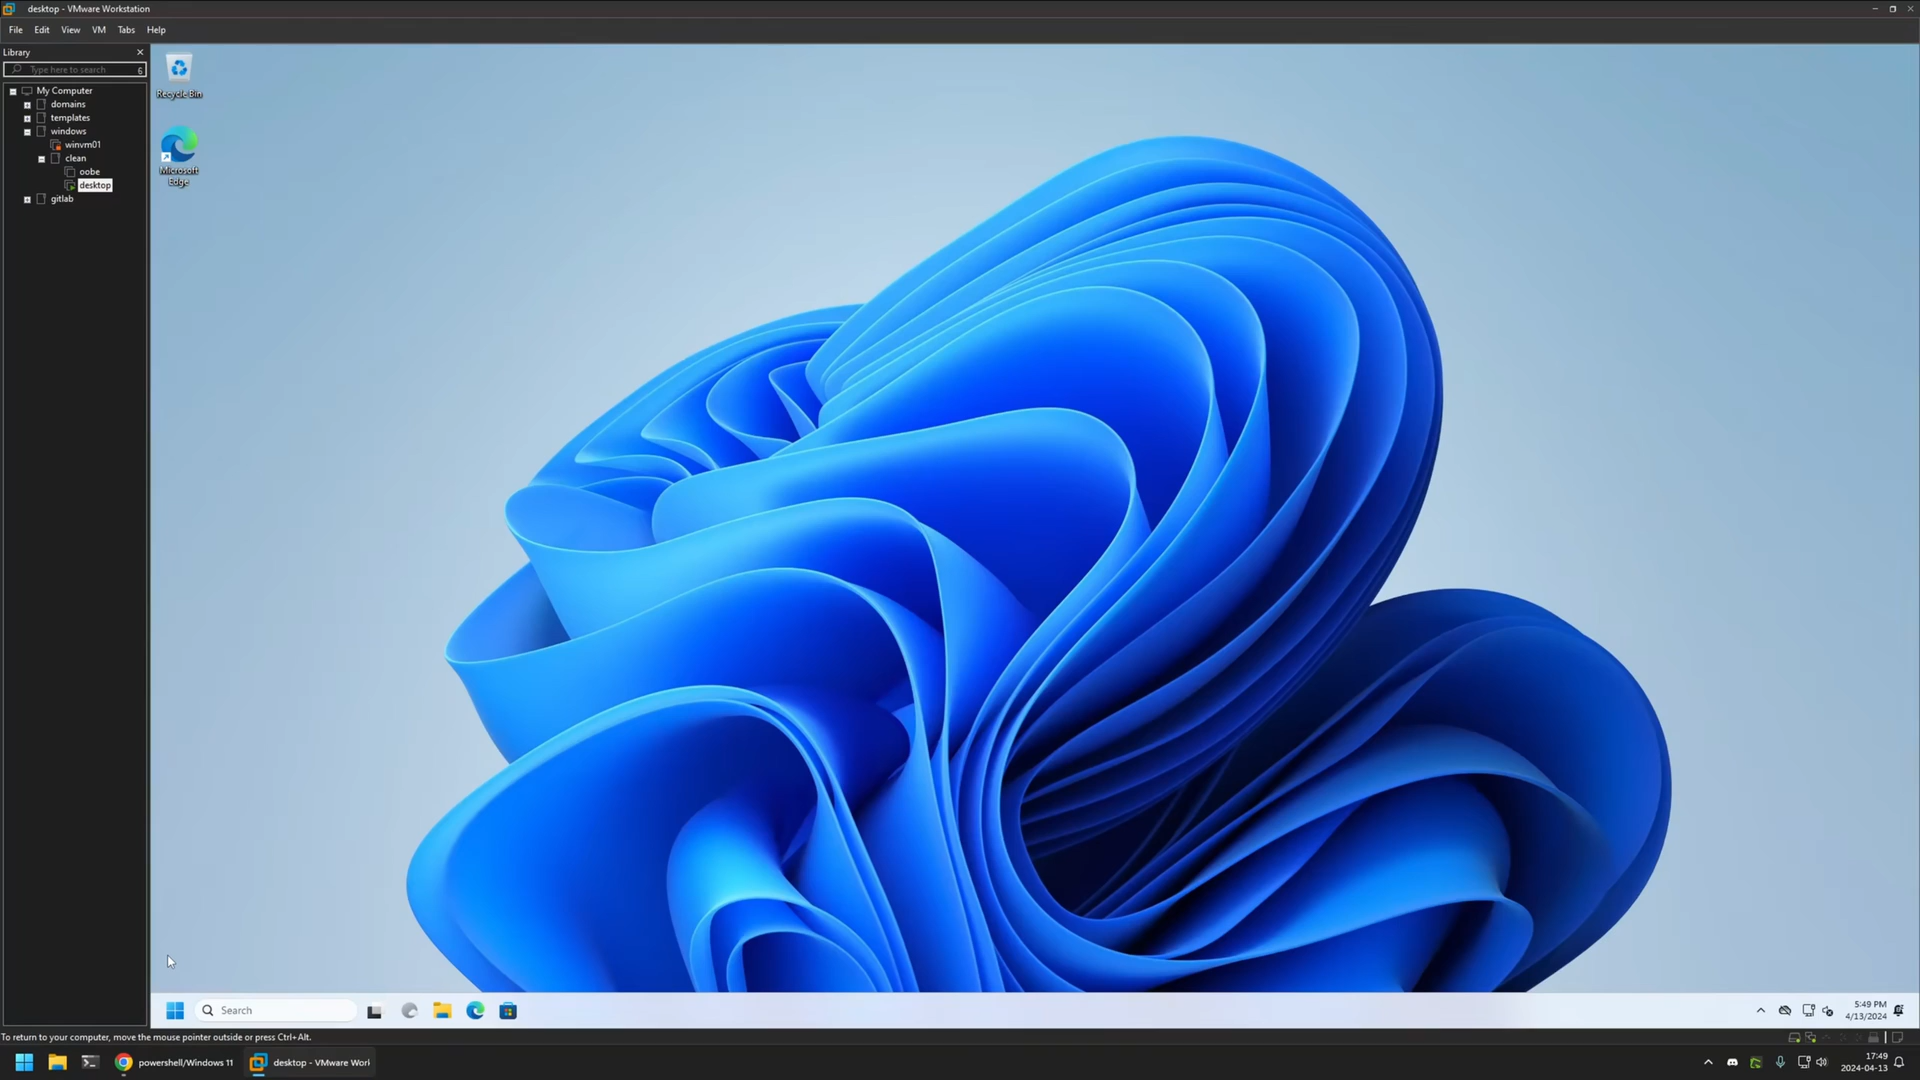 desktop - VMware Workstation
File Edit View VM Tabs Help
Library
Type here to search
My Computer
domains
templates
windows
winvm01
clean
oobe
desktop
gitlab
Recycle Bin
Microsoft
Edge
Search
5:49 PM
4/13/2024
To return to your computer, move the mouse pointer outside or press Ctrl+Alt.
powershell/Windows 11
desktop - VMware Worl
17:49
2024-04-13